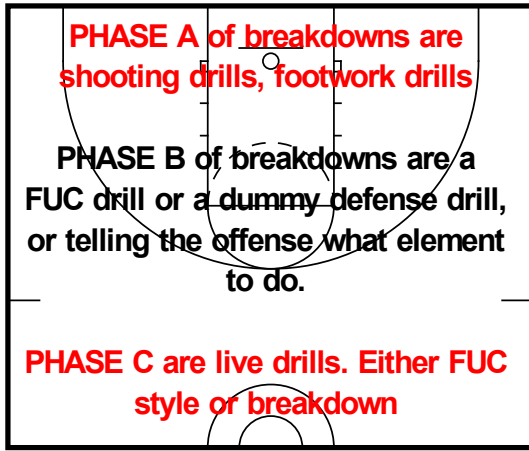 PHASE A of breakdowns are
shooting drills, footwork drills
PHASE B of breakdowns are a
FUC drill or a dummy defense drill,
or telling the offense what element
to do.
PHASE C are live drills. Either FUC
style or breakdown